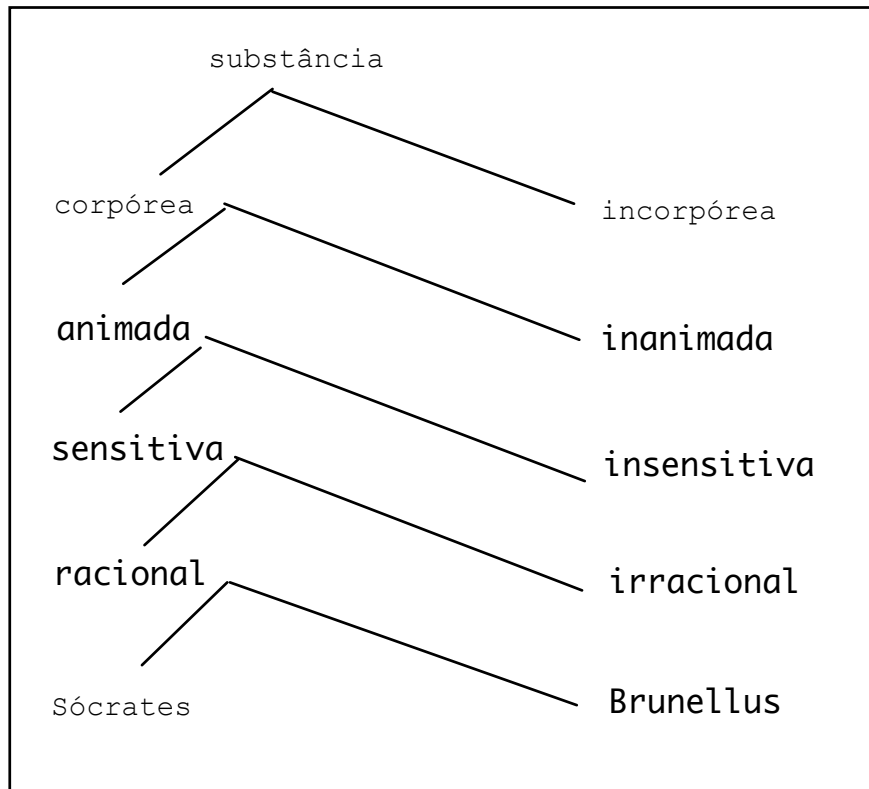 substância
corpórea
incorpórea
animada
inanimada
sensitiva
insensitiva
racional
irracional
Sócrates
Brunellus